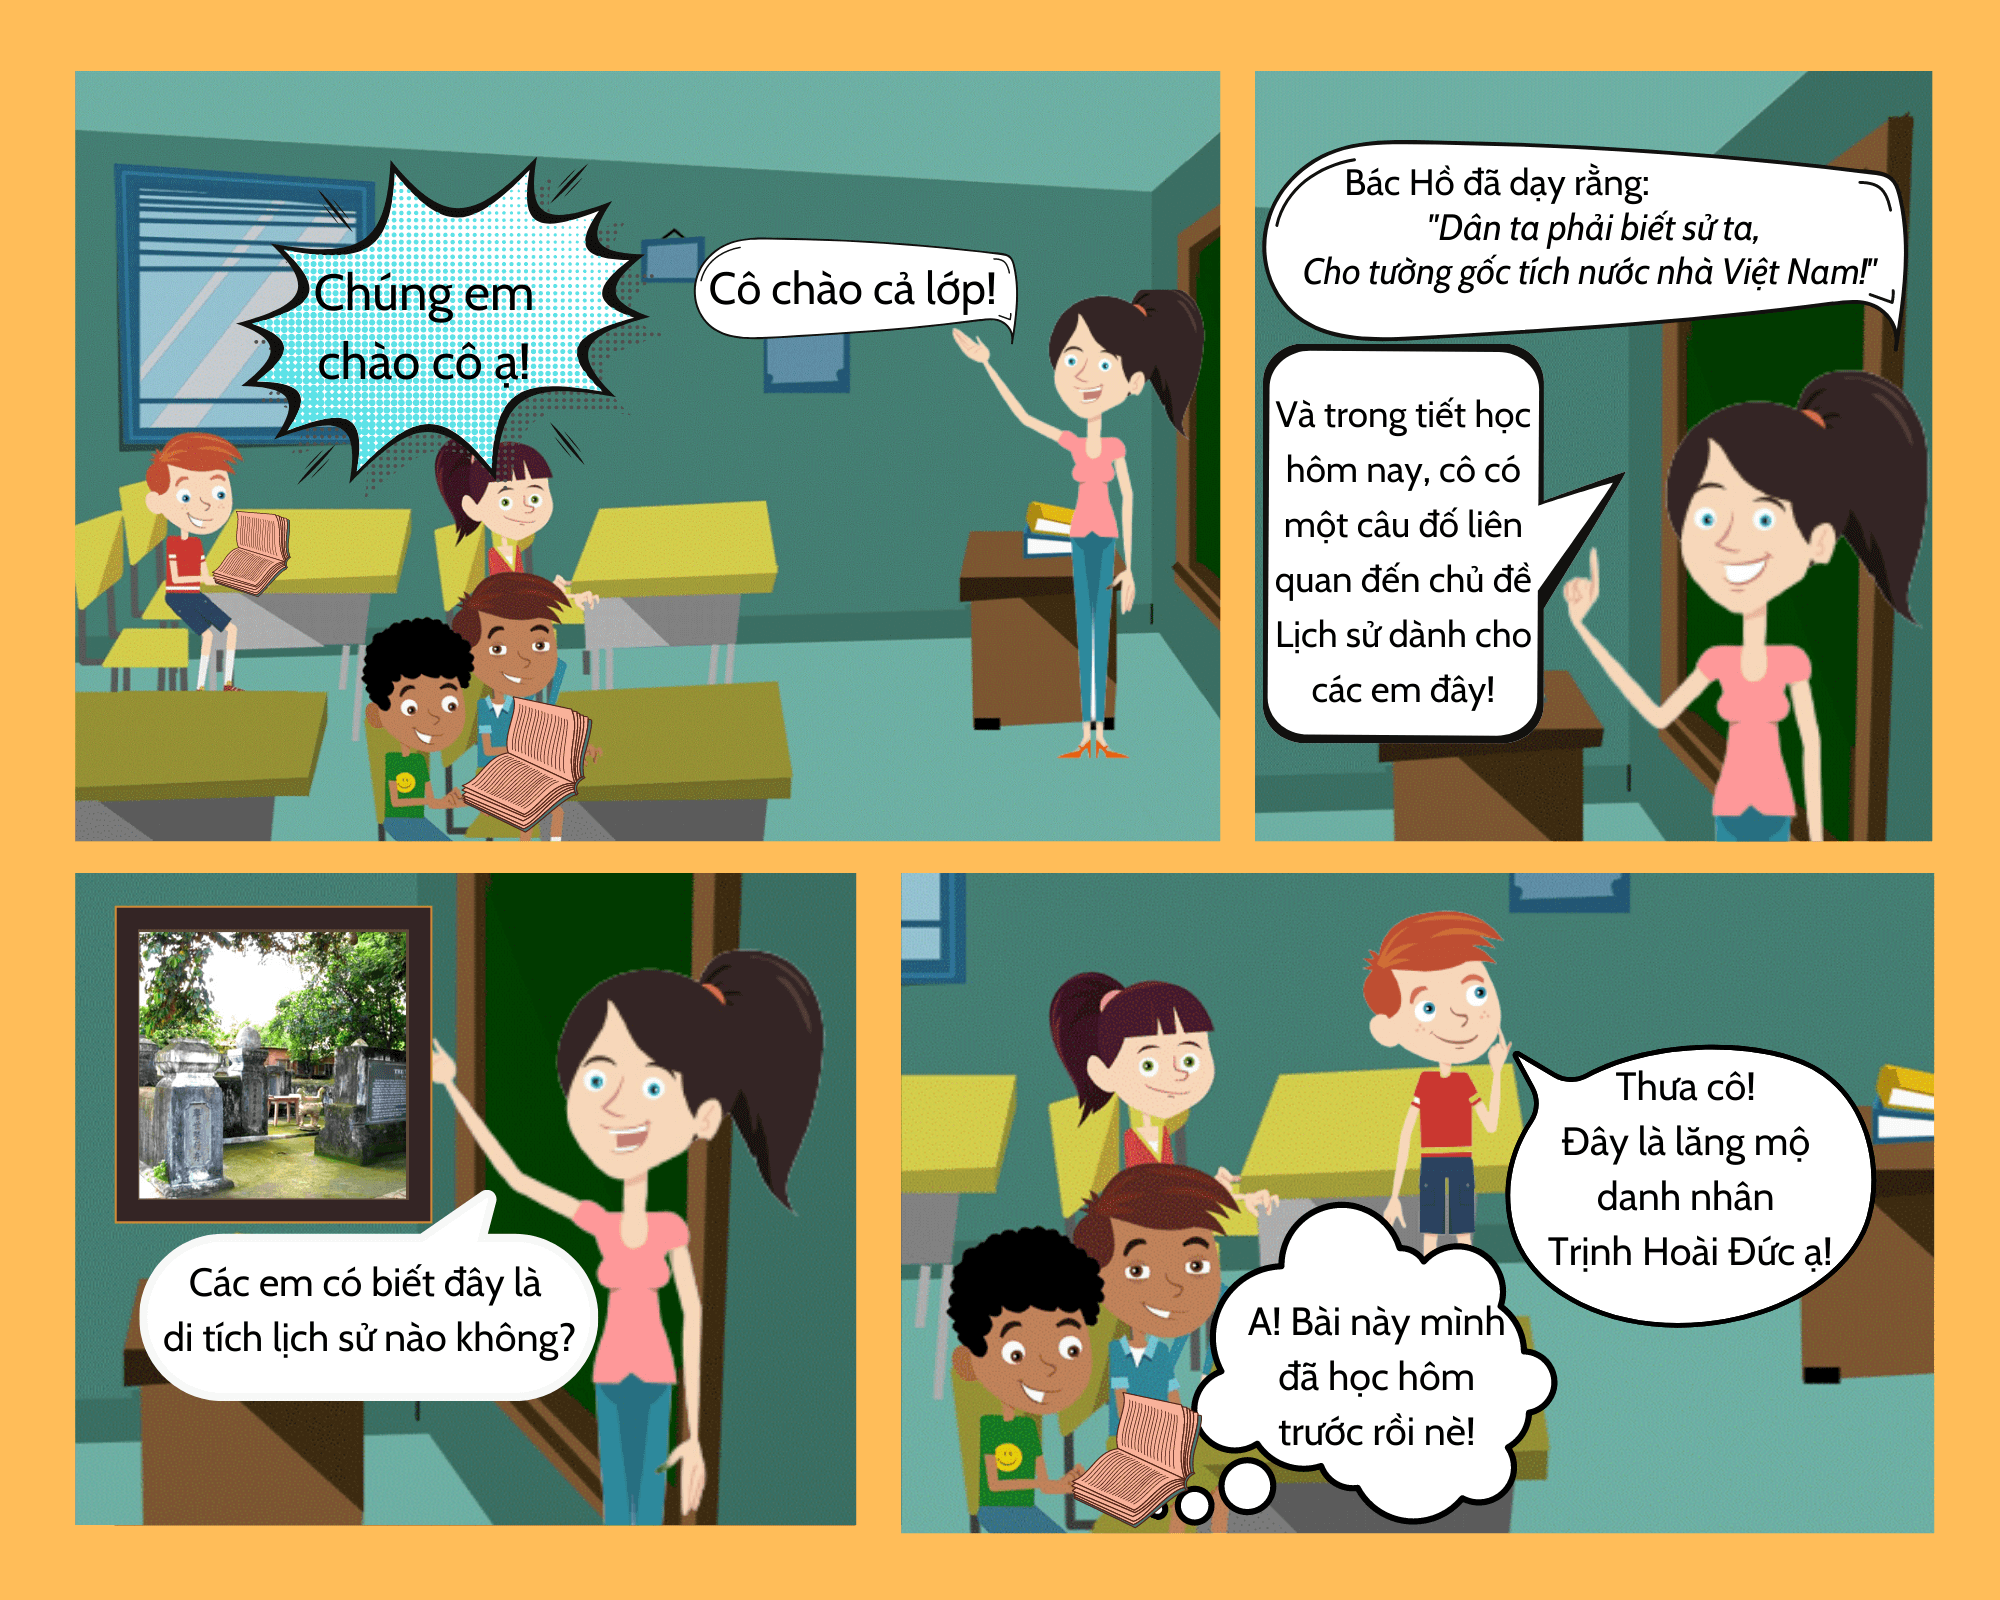 Chúng em
chào cô ạ!
Cô chào cả lớp!
Bác Hồ đã dạy rằng:
"Dân ta phải biết sử ta,
Cho tường gốc tích nước nhà Việt Nam!"
Và trong tiết học
hôm nay, cô có
một câu đố liên
quan đến chủ đề
Lịch sử dành cho
các em đây!
Các em có biết đây là
di tích lịch sử nào không?
Thưa cô!
Đây là lăng mộ
danh nhân
Trịnh Hoài Đức ạ!
A! Bài này mình
đã học hôm
trước rồi nè!